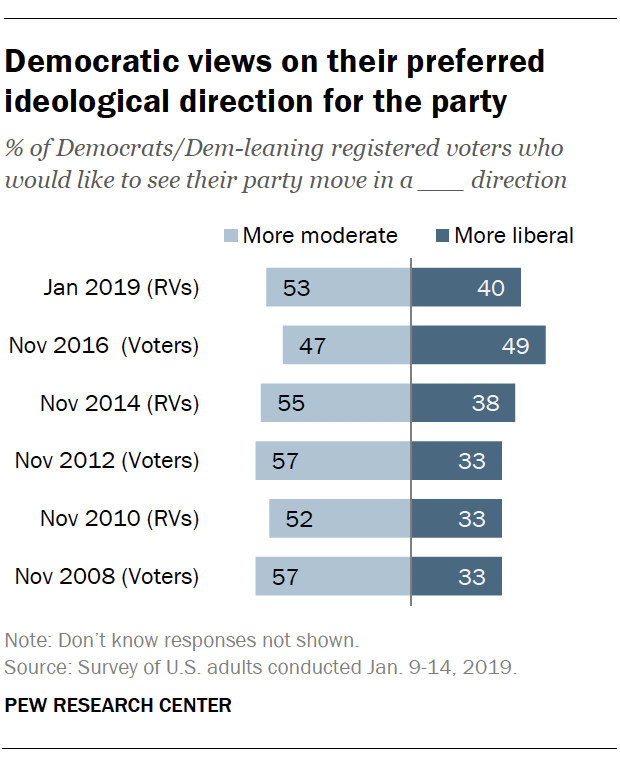 Democratic views on their preferred
ideological direction for the party
% of Democrats/Dem-leaning registered voters who
would like to see their party move in a ____ direction
More moderate More liberal
Jan 2019 (RVs) 53 40
Nov 2016 (Voters) 47 49
Nov 2014 (RVs) 55 38
Nov 2012 (Voters) 57 33
Nov 2010 (RVs) 52 33
Nov 2008 (Voters) 57 33
Note: Don’t know responses not shown.
Source: Survey of U.S. adults conducted Jan. 9-14, 2019.
PEW RESEARCH CENTER